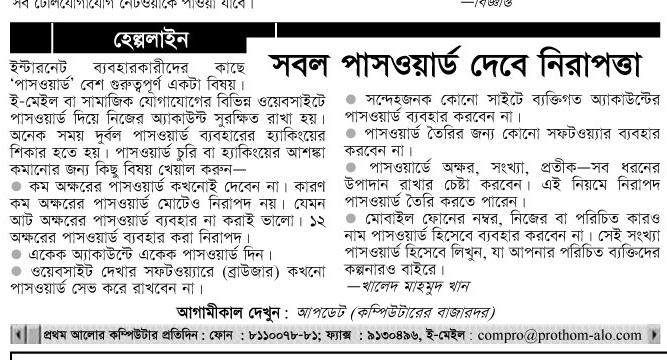 সব টেলিযোগাযোগ নেটওয়ার্কে পাওয়া যাবে।
—বিজ্ঞপ্তি
হেল্পলাইন
সবল পাসওয়ার্ড দেবে নিরাপত্তা
ইন্টারনেট ব্যবহারকারীদের কাছে
‘পাসওয়ার্ড’ বেশ গুরুত্বপূর্ণ একটা বিষয়।
ই-মেইল বা সামাজিক যোগাযোগের বিভিন্ন ওয়েবসাইটে
পাসওয়ার্ড দিয়ে নিজের অ্যাকাউন্ট সুরক্ষিত রাখা হয়।
অনেক সময় দুর্বল পাসওয়ার্ড ব্যবহারের হ্যাকিংয়ের
শিকার হতে হয়। পাসওয়ার্ড চুরি বা হ্যাকিংয়ের আশঙ্কা
কমানোর জন্য কিছু বিষয় খেয়াল করুন—
● কম অক্ষরের পাসওয়ার্ড কখনোই দেবেন না। কারণ
কম অক্ষরের পাসওয়ার্ড মোটেও নিরাপদ নয়। যেমন
আট অক্ষরের পাসওয়ার্ড ব্যবহার না করাই ভালো। ১২
অক্ষরের পাসওয়ার্ড ব্যবহার করা নিরাপদ।
● একেক অ্যাকাউন্টে একেক পাসওয়ার্ড দিন।
● ওয়েবসাইট দেখার সফটওয়্যারে (ব্রাউজার) কখনো
পাসওয়ার্ড সেভ করে রাখবেন না।
● সন্দেহজনক কোনো সাইটে ব্যক্তিগত অ্যাকাউন্টের
পাসওয়ার্ড ব্যবহার করবেন না।
● পাসওয়ার্ড তৈরির জন্য কোনো সফটওয়্যার ব্যবহার
করবেন না।
● পাসওয়ার্ডে অক্ষর, সংখ্যা, প্রতীক—সব ধরনের
উপাদান রাখার চেষ্টা করবেন। এই নিয়মে নিরাপদ
পাসওয়ার্ড তৈরি করতে পারেন।
● মোবাইল ফোনের নম্বর, নিজের বা পরিচিত কারও
নাম পাসওয়ার্ড হিসেবে ব্যবহার করবেন না। সেই সংখ্যা
পাসওয়ার্ড হিসেবে লিখুন, যা আপনার পরিচিত ব্যক্তিদের
কল্পনারও বাইরে।
—খালেদ মাহমুদ খান
আগামীকাল দেখুন : আপডেট (কম্পিউটারের বাজারদর)
প্রথম আলোর কম্পিউটার প্রতিদিন : ফোন : ৮১১০০৭৮-৮১; ফ্যাক্স : ৯১৩০৪৯৬, ই-মেইল : compro@prothom-alo.com